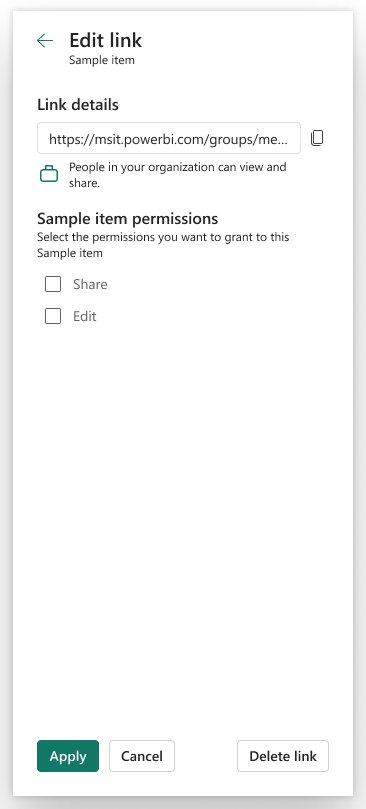 Edit link
Sample item
Link details
https://msit.powerbi.com/groups/me...
People in your organization can view and
share.
Sample item permissions
Select the permissions you want to grant to this
Sample item
Share
Edit
Apply
Cancel
Delete link